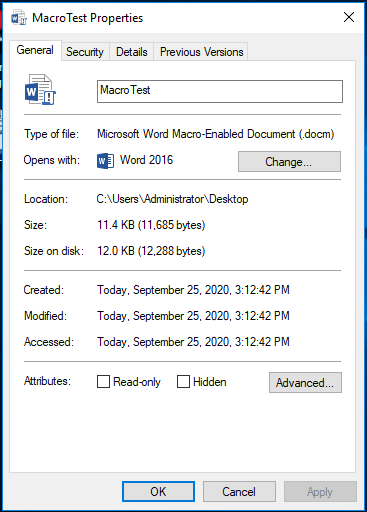 MacroTest Properties
General Security Details Previous Versions
MacroTest
Type of file: Microsoft Word Macro-Enabled Document (.docm)
Opens with: Word 2016 Change...
Location: C:\Users\Administrator\Desktop
Size: 11.4 KB (11,685 bytes)
Size on disk: 12.0 KB (12,288 bytes)
Created: Today, September 25, 2020, 3:12:42 PM
Modified: Today, September 25, 2020, 3:12:42 PM
Accessed: Today, September 25, 2020, 3:12:42 PM
Attributes: Read-only Hidden Advanced...
OK Cancel Apply